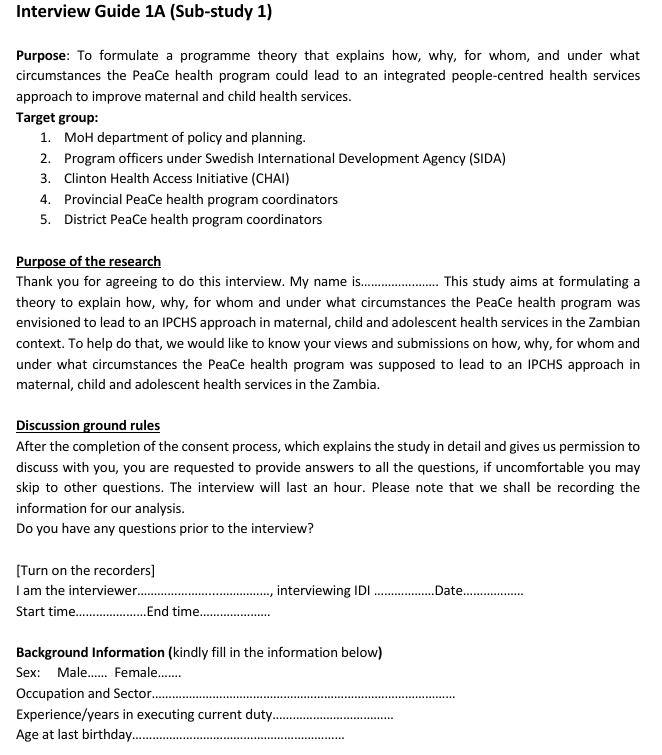 Interview Guide 1A (Sub-study 1)
Purpose: To formulate a programme theory that explains how, why, for whom, and under what
circumstances the PeaCe health program could lead to an integrated people-centred health services
approach to improve maternal and child health services.
Target group:
1. MoH department of policy and planning.
2. Program officers under Swedish International Development Agency (SIDA)
3. Clinton Health Access Initiative (CHAI)
4. Provincial PeaCe health program coordinators
5. District PeaCe health program coordinators
Purpose of the research
Thank you for agreeing to do this interview. My name is…………………. This study aims at formulating a
theory to explain how, why, for whom and under what circumstances the PeaCe health program was
envisioned to lead to an IPCHS approach in maternal, child and adolescent health services in the Zambian
context. To help do that, we would like to know your views and submissions on how, why, for whom and
under what circumstances the PeaCe health program was supposed to lead to an IPCHS approach in
maternal, child and adolescent health services in the Zambia.
Discussion ground rules
After the completion of the consent process, which explains the study in detail and gives us permission to
discuss with you, you are requested to provide answers to all the questions, if uncomfortable you may
skip to other questions. The interview will last an hour. Please note that we shall be recording the
information for our analysis.
Do you have any questions prior to the interview?
[Turn on the recorders]
I am the interviewer……………….…………….., interviewing IDI ……………..Date……………..
Start time…………………End time…………………
Background Information (kindly fill in the information below)
Sex: Male…… Female…….
Occupation and Sector……………………………………………………………………………
Experience/years in executing current duty………………………………
Age at last birthday………………………………………………………